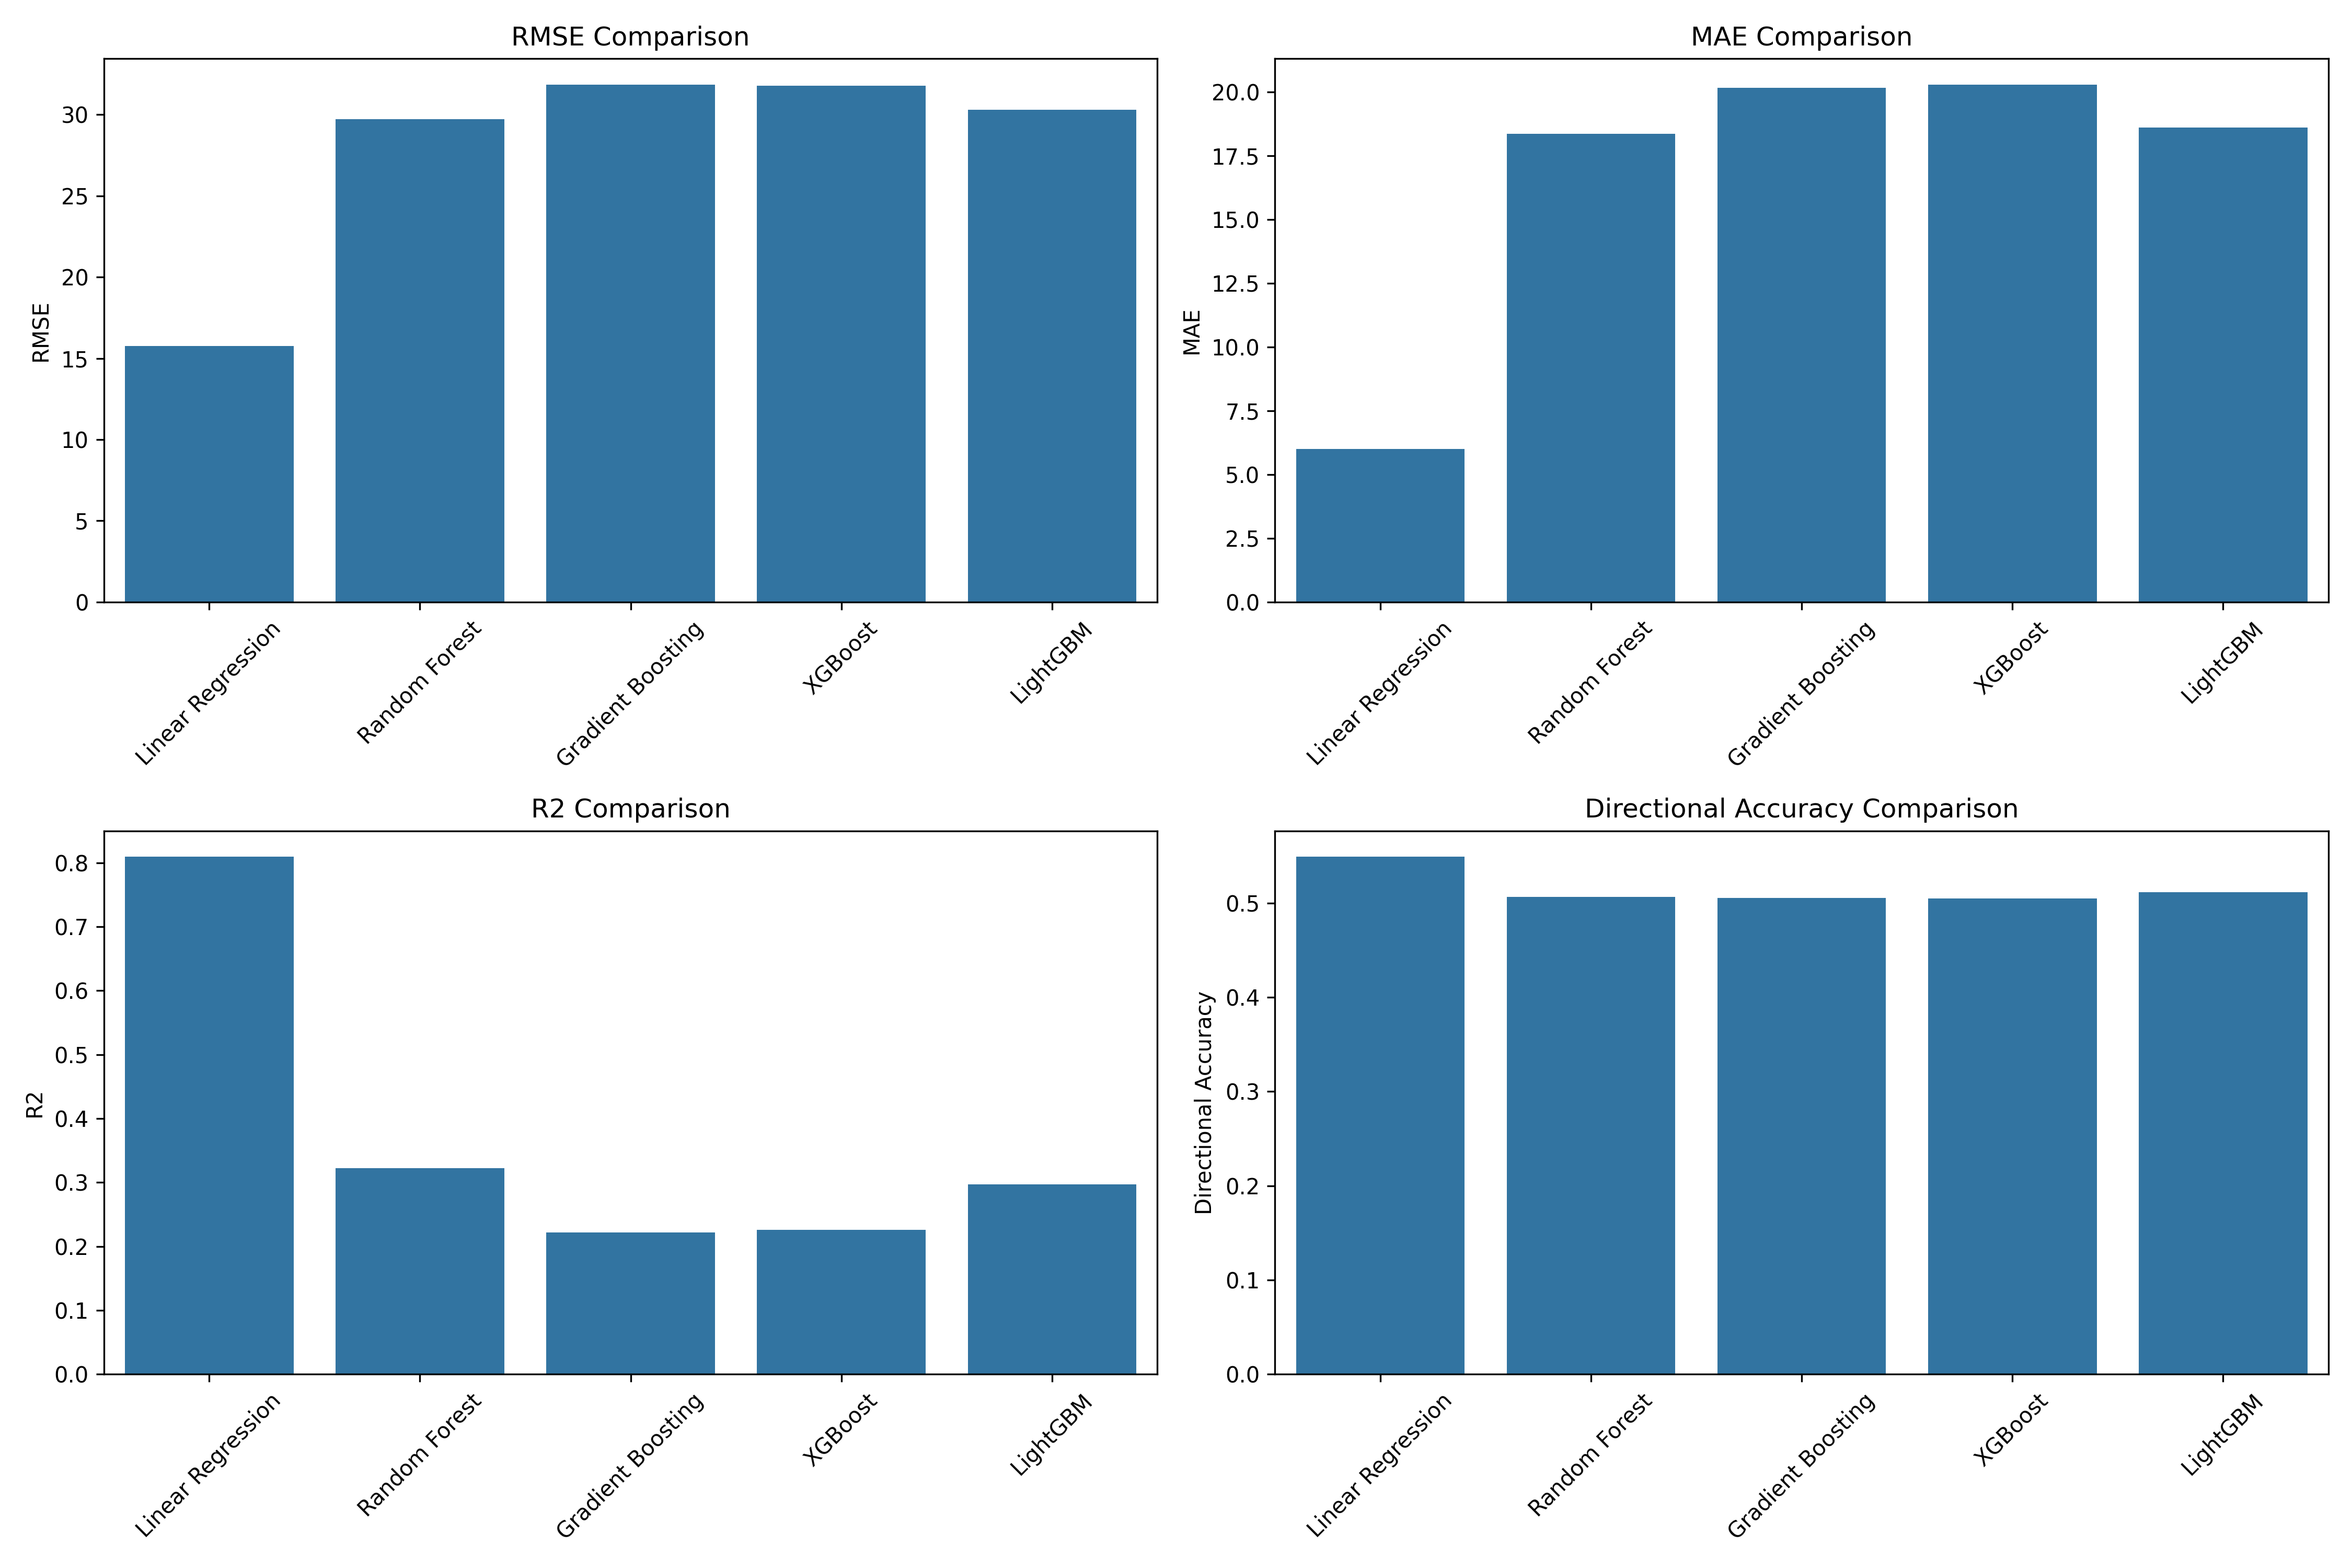 RMSE Comparison
RMSE
30
25
20
15
10
5
0
Linear Regression
Random Forest
Gradient Boosting
XGBoost
LightGBM
MAE Comparison
MAE
20.0
17.5
15.0
12.5
10.0
7.5
5.0
2.5
0.0
Linear Regression
Random Forest
Gradient Boosting
XGBoost
LightGBM
R2 Comparison
R2
0.8
0.7
0.6
0.5
0.4
0.3
0.2
0.1
0.0
Linear Regression
Random Forest
Gradient Boosting
XGBoost
LightGBM
Directional Accuracy Comparison
Directional Accuracy
0.5
0.4
0.3
0.2
0.1
0.0
Linear Regression
Random Forest
Gradient Boosting
XGBoost
LightGBM